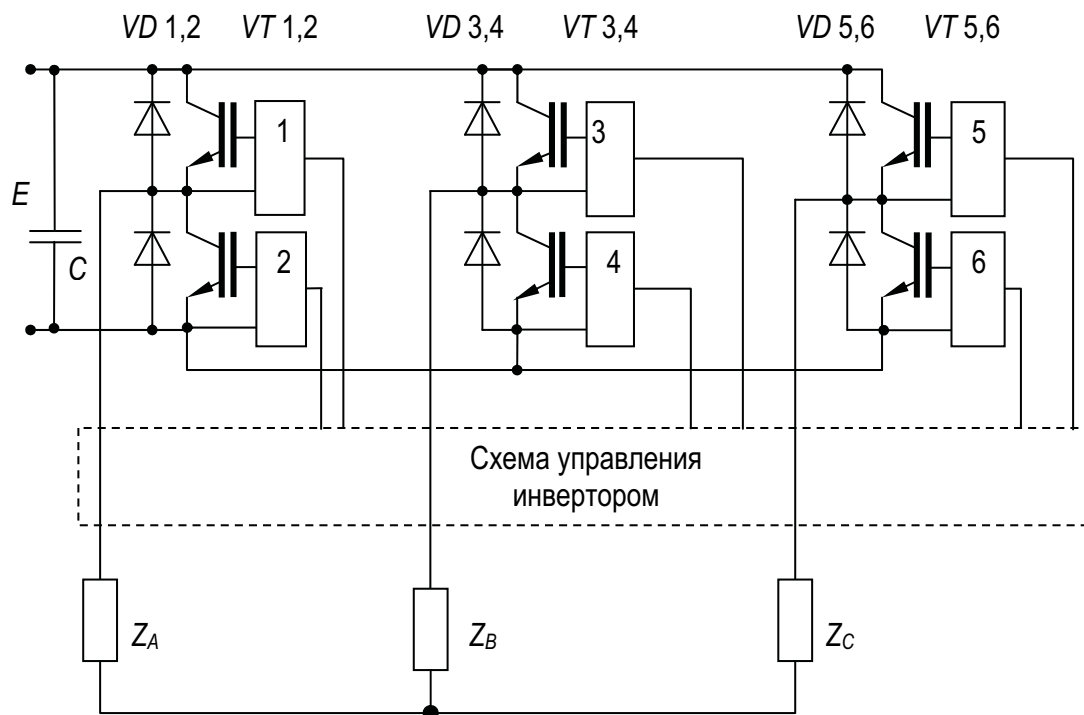 VD 1,2 VT 1,2 VD 3,4 VT 3,4 VD 5,6 VT 5,6
1 3 5
E
C 2 4 6
Схема управления
инвертором
ZA ZB ZC